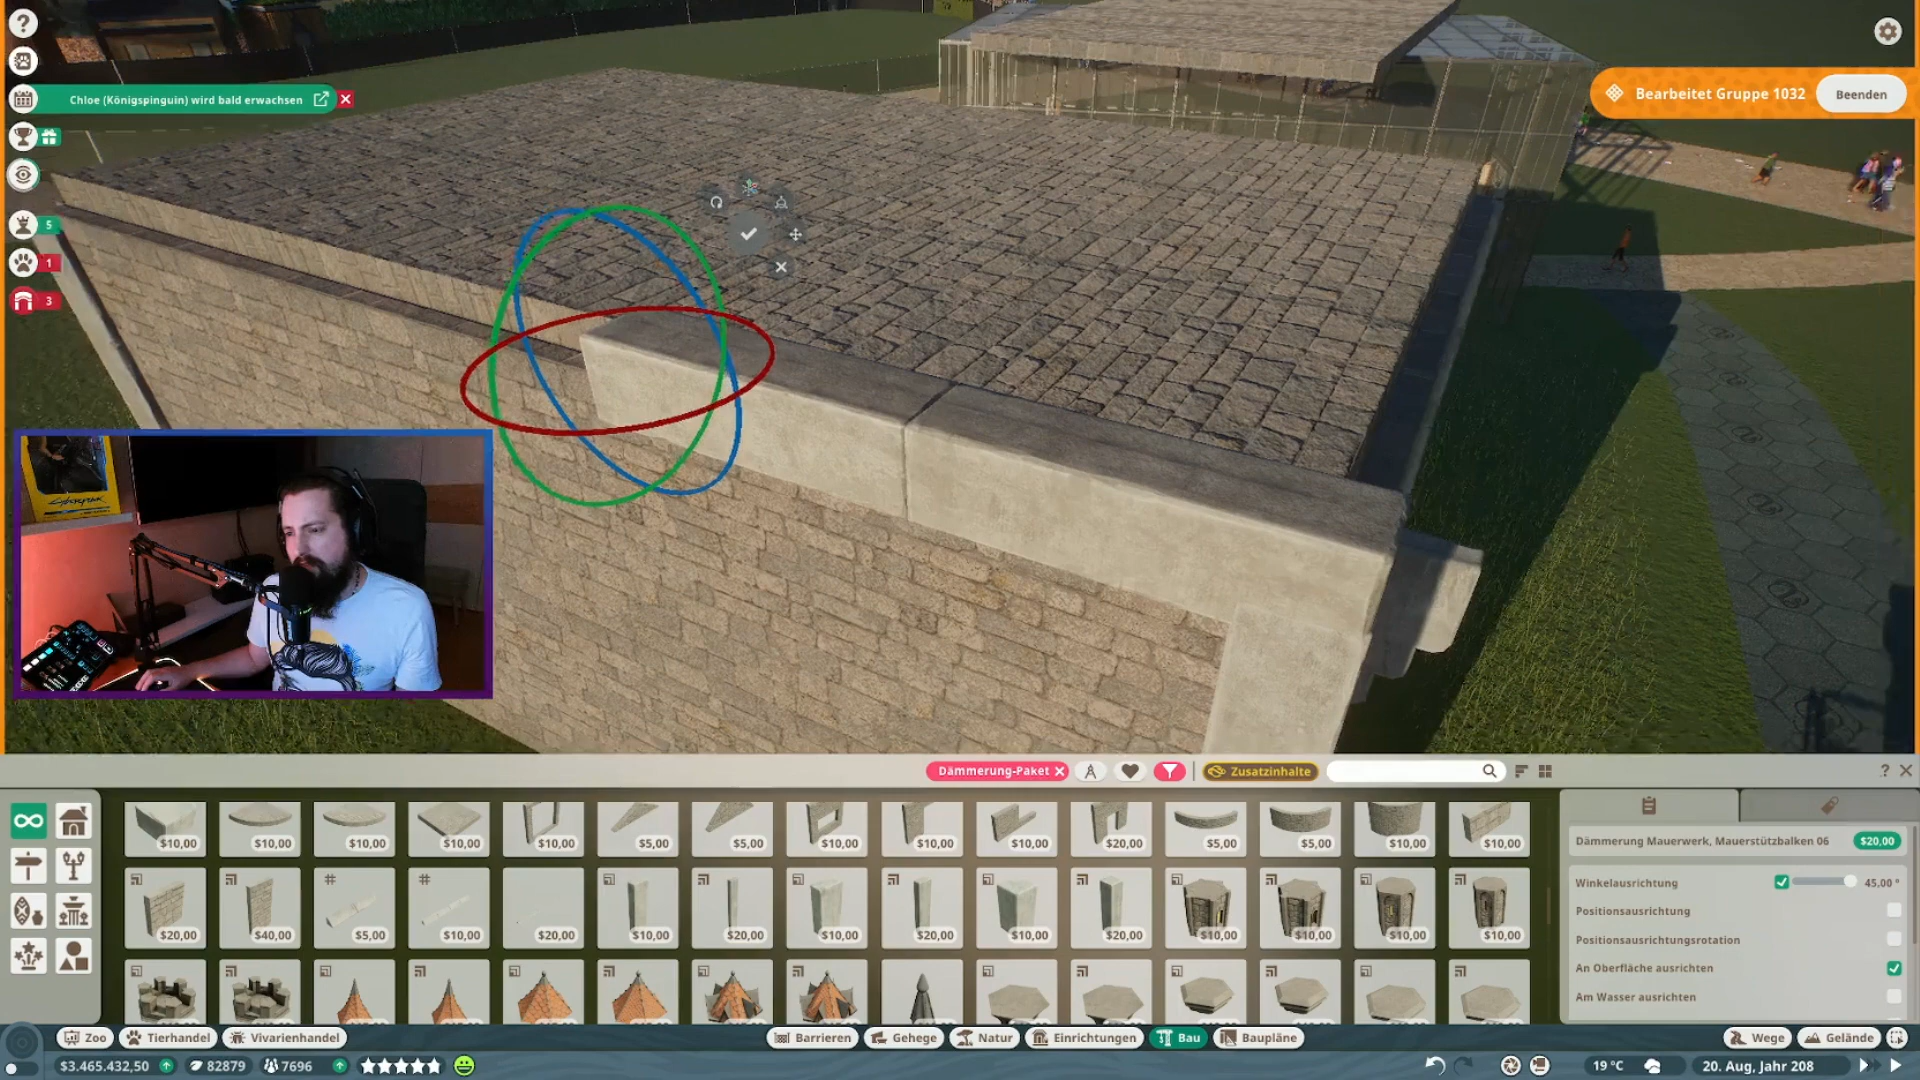 Chloe (Königspinguin) wird bald erwachsen
5
1
3
Bearbeitet Gruppe 1032
Beenden
CYBERPUNK
Dämmerung-Paket
Zusatzinhalte
?
$10,00 $10,00 $10,00 $10,00 $10,00 $5,00 $5,00 $10,00 $10,00 $10,00 $20,00 $5,00 $5,00 $10,00 $10,00
$20,00 $40,00 $5,00 $10,00 $20,00 $10,00 $20,00 $10,00 $20,00 $10,00 $20,00 $10,00 $10,00 $10,00 $10,00
Dämmerung Mauerwerk, Mauerstützbalken 06 $20,00
Winkelausrichtung 45,00 °
Positionsausrichtung
Positionsausrichtungsrotation
An Oberfläche ausrichten
Am Wasser ausrichten
Zoo Tierhandel Vivarienhandel Barrieren Gehege Natur Einrichtungen Bau Baupläne Wege Gelände
$3.465.432,50 82879 7696 19 °C 20. Aug, Jahr 208